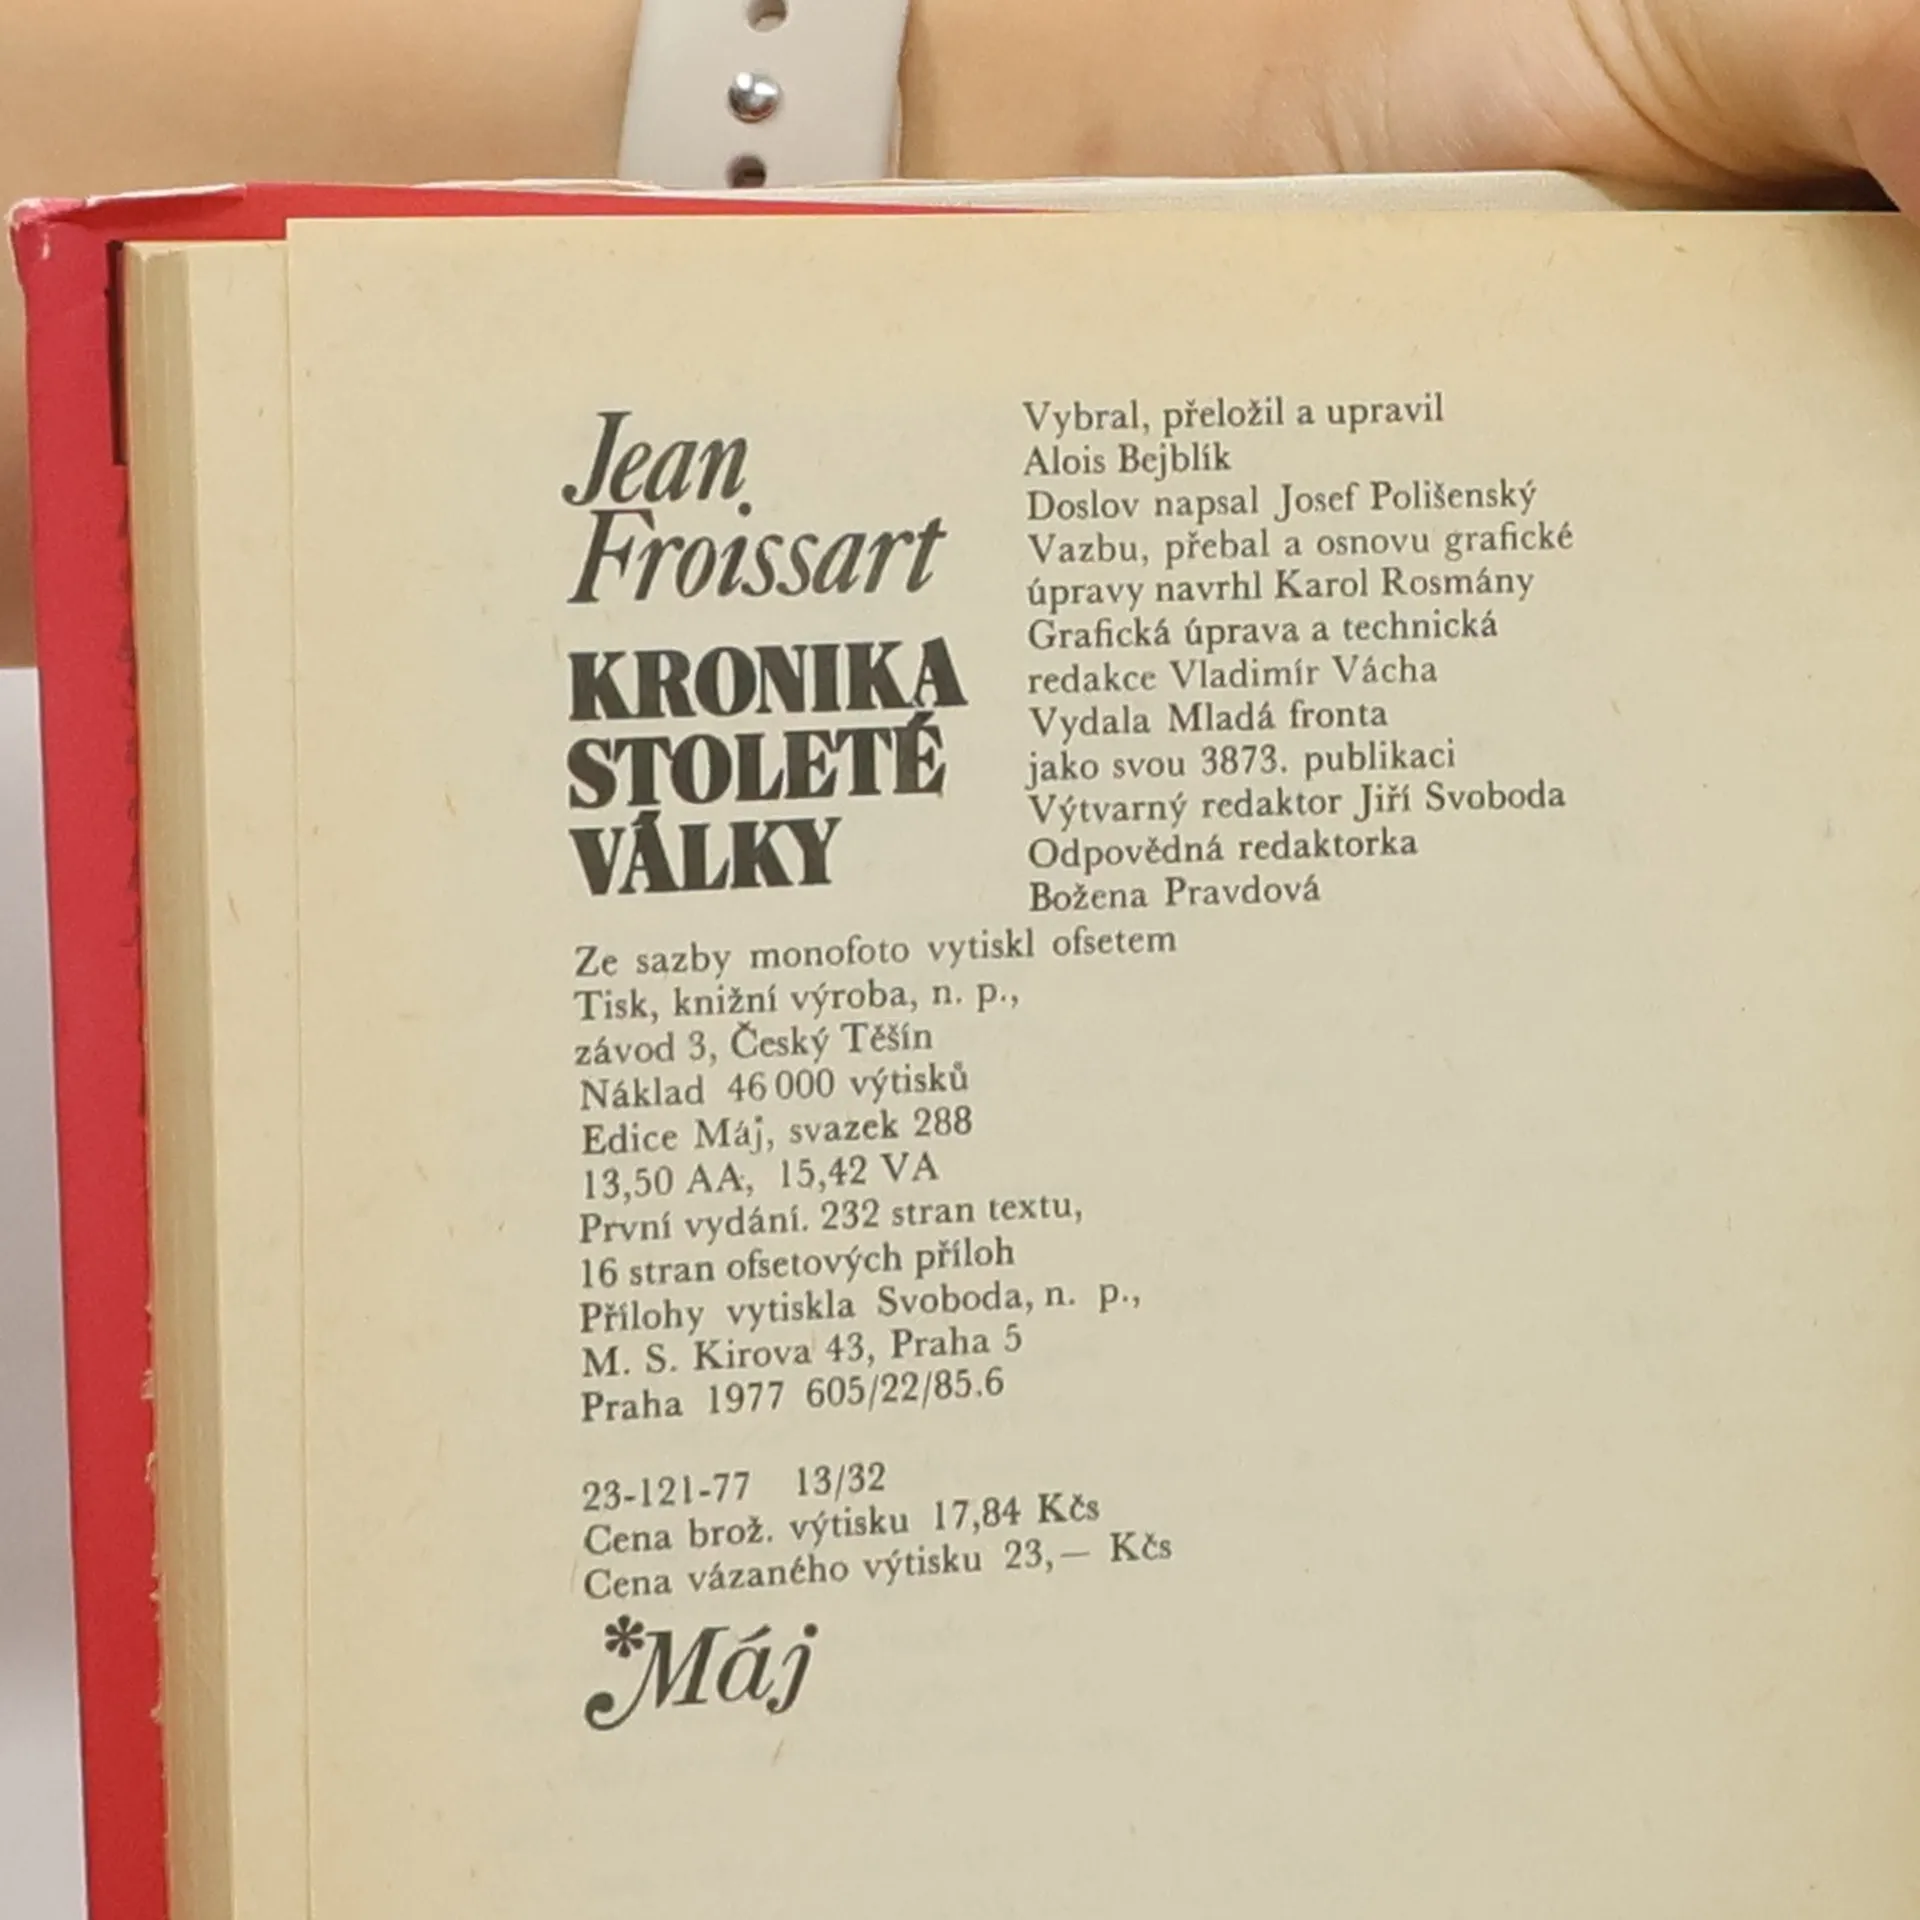 Jean
Froissart
KRONIKA
STOLETÉ
VÁLKY
Vybral, přeložil a upravil
Alois Bejblík
Doslov napsal Josef Polišenský
Vazbu, přebal a osnovu grafické
úpravy navrhl Karol Rosmány
Grafická úprava a technická
redakce Vladimír Vácha
Vydala Mladá fronta
jako svou 3873. publikaci
Výtvarný redaktor Jiří Svoboda
Odpovědná redaktorka
Božena Pravdová
Ze sazby monofoto vytiskl ofsetem
Tisk, knižní výroba, n. p.,
závod 3, Český Těšín
Náklad 46 000 výtisků
Edice Máj, svazek 288
13,50 AA, 15,42 VA
První vydání. 232 stran textu,
16 stran ofsetových příloh
Přílohy vytiskla Svoboda, n. p.,
M. S. Kirova 43, Praha 5
Praha 1977 605/22/85.6
23-121-77 13/32
Cena brož. výtisku 17,84 Kčs
Cena vázaného výtisku 23,— Kčs
*Máj